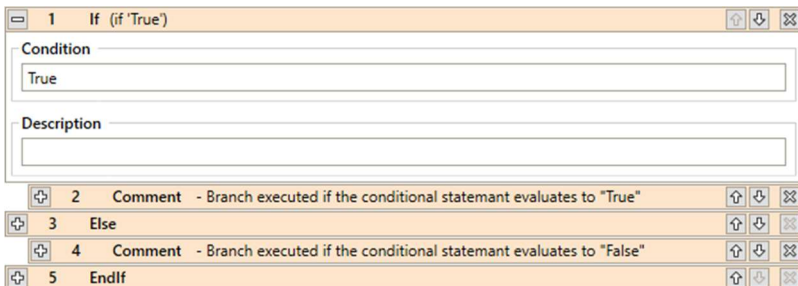 1 If (if 'True')
Condition
True
Description
2 Comment - Branch executed if the conditional statemant evaluates to "True"
3 Else
4 Comment - Branch executed if the conditional statemant evaluates to "False"
5 EndIf